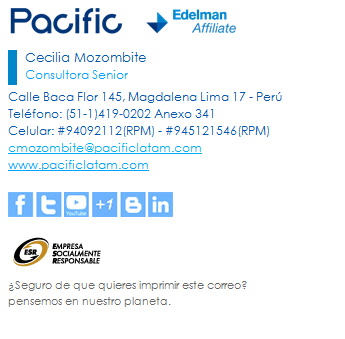 Pacific Edelman
Affiliate
Cecilia Mozombite
Consultora Senior
Calle Baca Flor 145, Magdalena Lima 17 - Perú
Teléfono: (51-1)419-0202 Anexo 341
Celular: #94092112(RPM) - #945121546(RPM)
cmozombite@pacificlatam.com
www.pacificlatam.com
f t YouTube +1 B in
ESR EMPRESA
SOCIALMENTE
RESPONSABLE
¿Seguro de que quieres imprimir este correo?
pensemos en nuestro planeta.